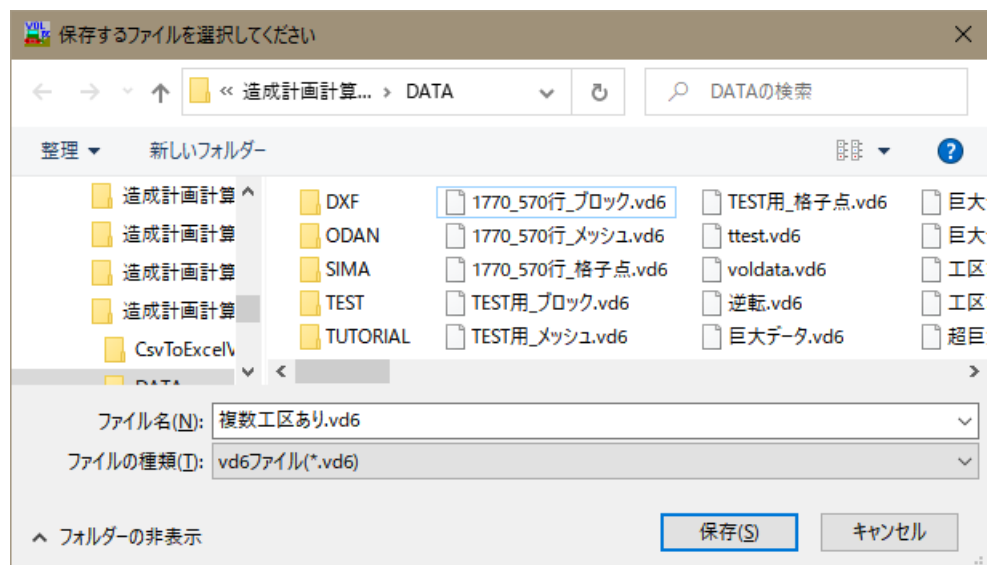 保存するファイルを選択してください
« 造成計画計算... › DATA
DATAの検索
整理
新しいフォルダー
造成計画計算
造成計画計算
造成計画計算
造成計画計算
CsvToExcelV
DATA
DXF
ODAN
SIMA
TEST
TUTORIAL
1770_570行_ブロック.vd6
1770_570行_メッシュ.vd6
1770_570行_格子点.vd6
TEST用_ブロック.vd6
TEST用_メッシュ.vd6
TEST用_格子点.vd6
ttest.vd6
voldata.vd6
逆転.vd6
巨大データ.vd6
巨大
巨大
工区
工区
超巨
ファイル名(N): 複数工区あり.vd6
ファイルの種類(T): vd6ファイル(*.vd6)
フォルダーの非表示
保存(S)
キャンセル